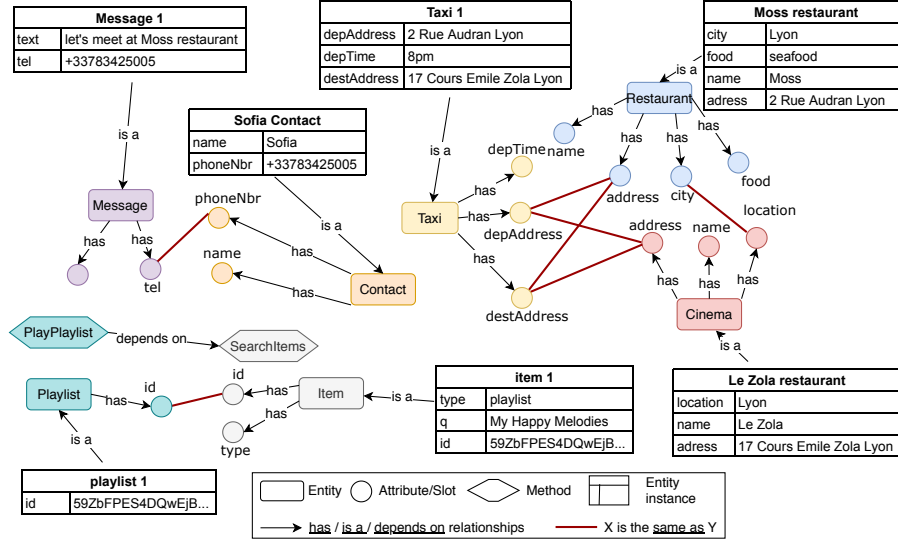 Message 1
text let's meet at Moss restaurant
tel +33783425005
Taxi 1
depAddress 2 Rue Audran Lyon
depTime 8pm
destAddress 17 Cours Emile Zola Lyon
Moss restaurant
city Lyon
food seafood
name Moss
adress 2 Rue Audran Lyon
is a
Restaurant
has
has
has
has
name
address
city
food
Sofia Contact
name Sofia
phoneNbr +33783425005
is a
is a
is a
Message
has
has
tel
phoneNbr
name
has
has
Contact
Taxi
has
has
has
depTime
depAddress
destAddress
address
name
location
has
has
has
Cinema
is a
PlayPlaylist
depends on
SearchItems
Playlist
has
id
id
has
has
Item
type
is a
is a
item 1
type playlist
q My Happy Melodies
id 59ZbFPES4DQwEjB...
Le Zola restaurant
location Lyon
name Le Zola
adress 17 Cours Emile Zola Lyon
playlist 1
id 59ZbFPES4DQwEjB...
Entity
Attribute/Slot
Method
Entity
instance
has / is a / depends on relationships
X is the same as Y